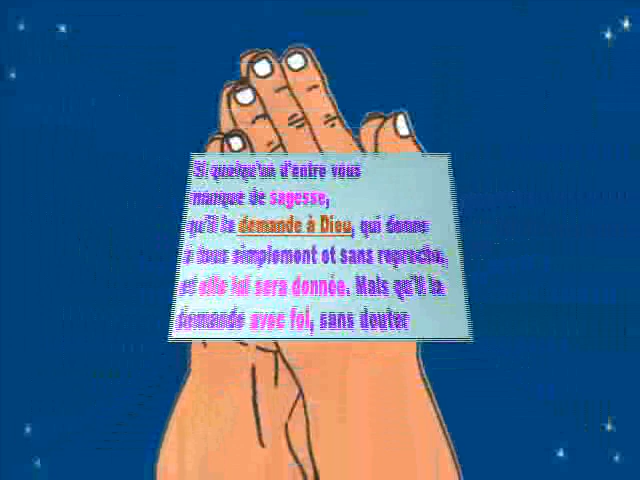 Si quelqu'un d'entre vous
manque de sagesse,
qu'il la demande à Dieu, qui donne
à tous simplement et sans reproche,
et elle lui sera donnée. Mais qu'il la
demande avec foi, sans douter